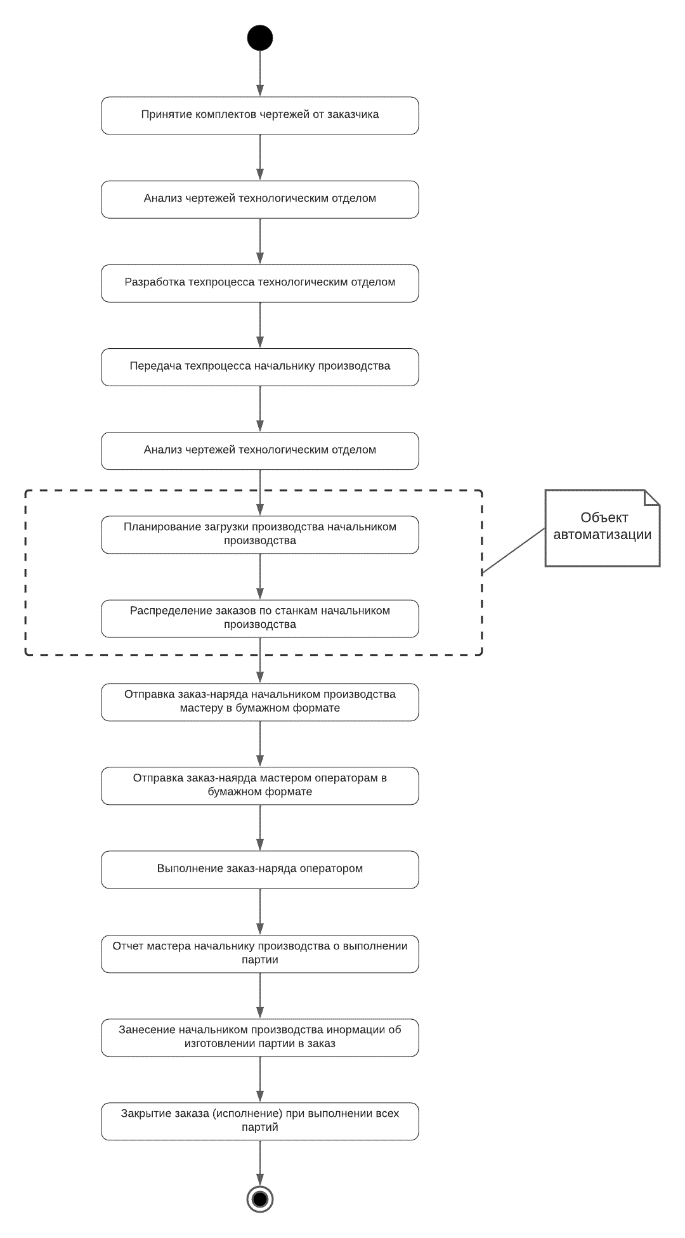 Принятие комплектов чертежей от заказчика
Анализ чертежей технологическим отделом
Разработка техпроцесса технологическим отделом
Передача техпроцесса начальнику производства
Анализ чертежей технологическим отделом
Планирование загрузки производства начальником
производства
Объект
автоматизации
Распределение заказов по станкам начальником
производства
Отправка заказ-наряда начальником производства
мастеру в бумажном формате
Отправка заказ-наярда мастером операторам в
бумажном формате
Выполнение заказ-наряда оператором
Отчет мастера начальнику производства о выполнении
партии
Занесение начальником производства инормации об
изготовлении партии в заказ
Закрытие заказа (исполнение) при выполнении всех
партий